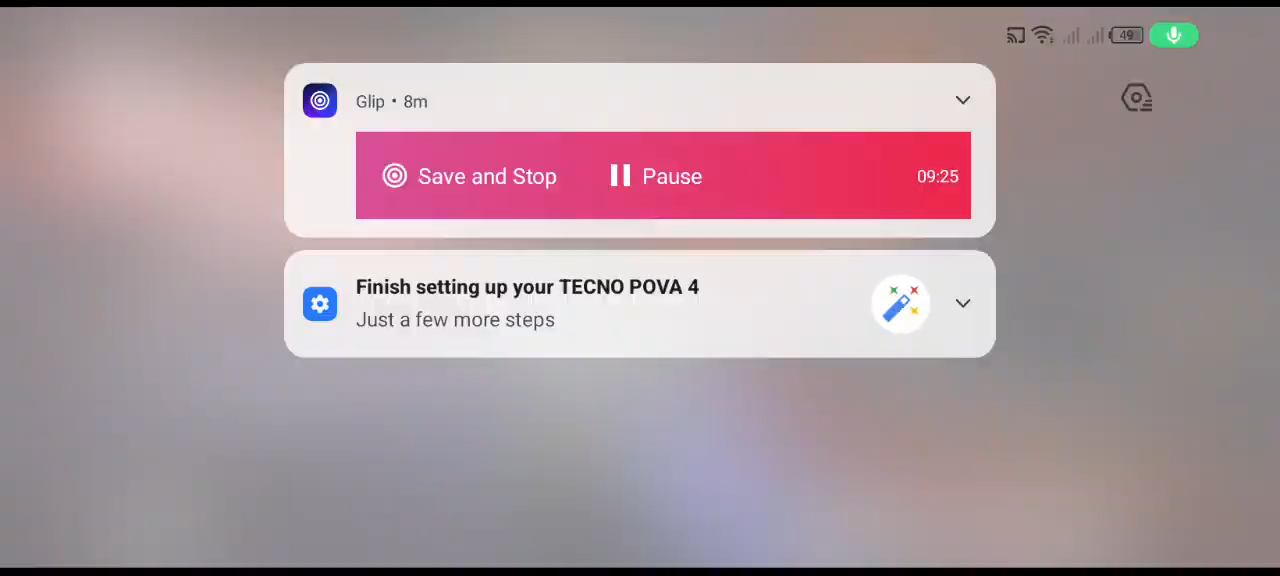 49
Glip • 8m
Save and Stop Pause 09:25
Finish setting up your TECNO POVA 4
Just a few more steps